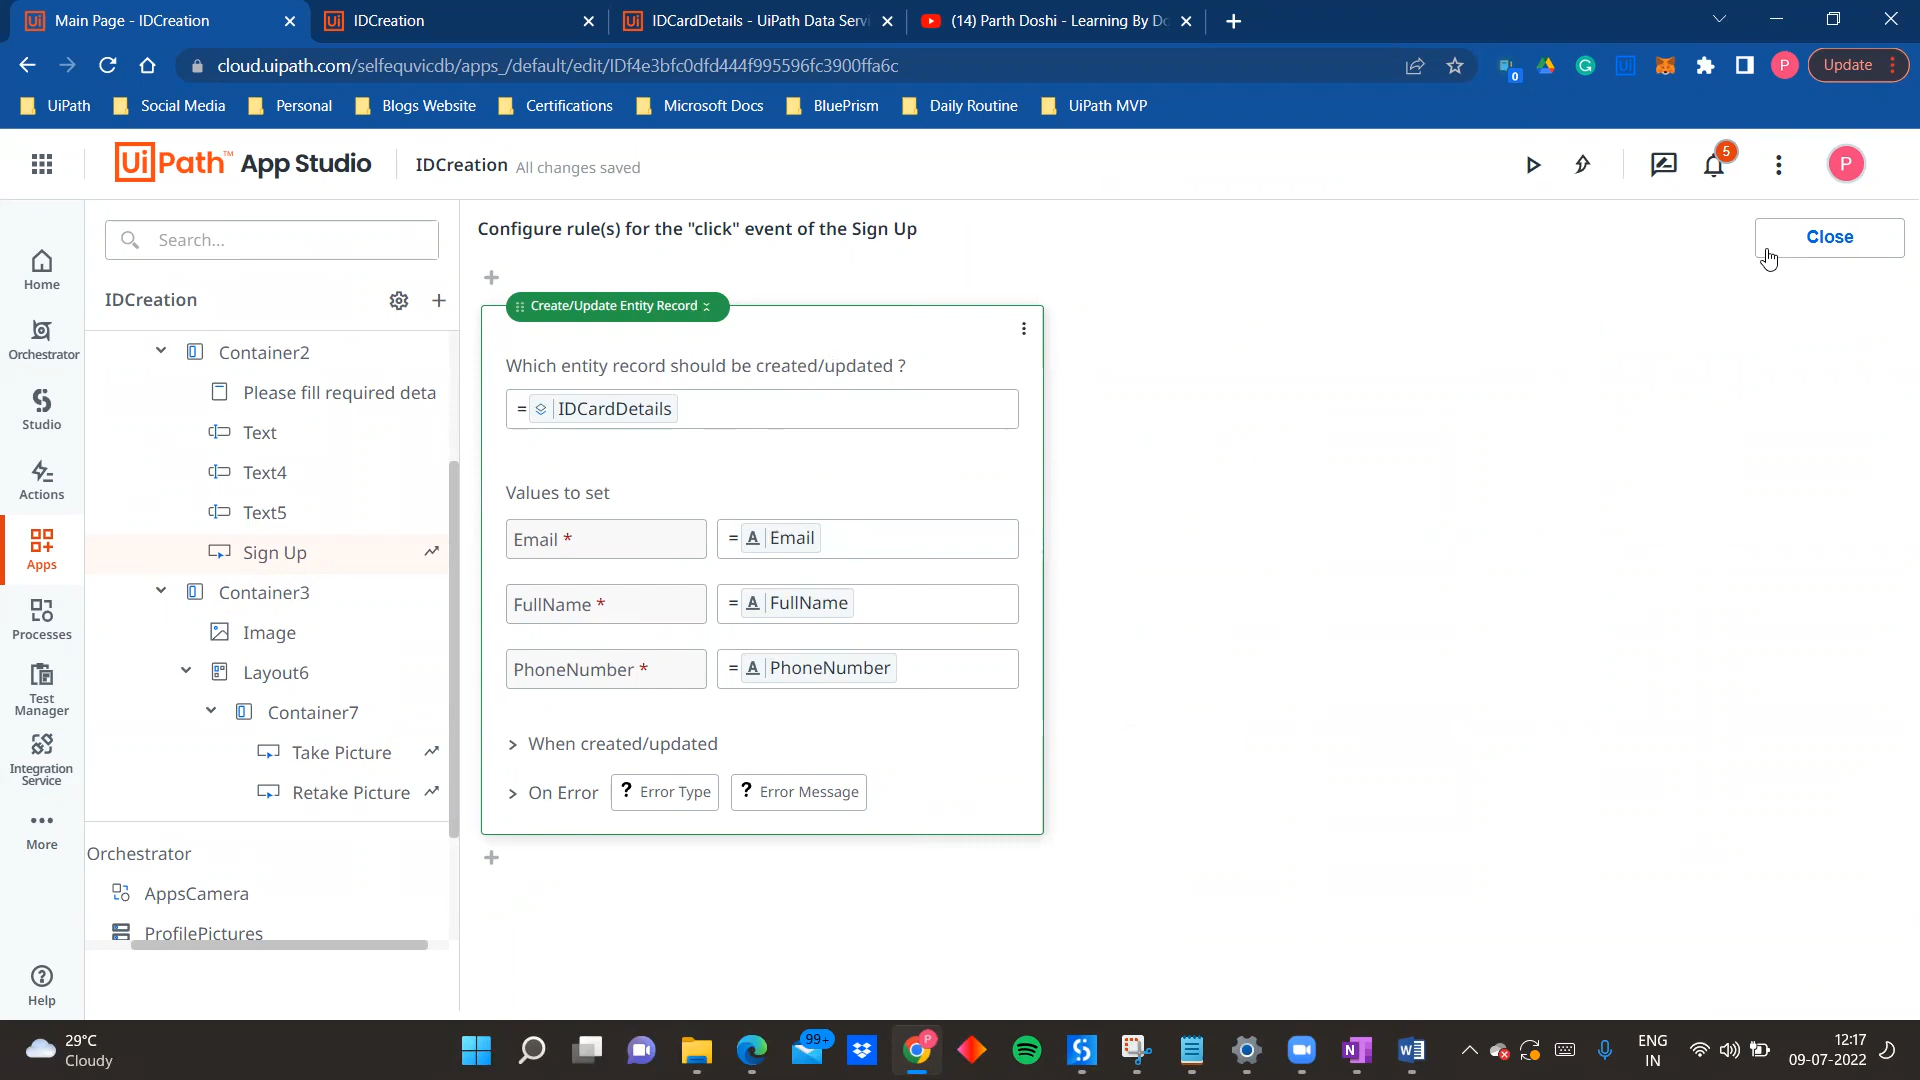 Main Page - IDCreation
IDCreation
IDCardDetails - UiPath Data Servi
(14) Parth Doshi - Learning By Do
cloud.uipath.com/selfequvicdb/apps_/default/edit/IDf4e3bfc0dfd444f995596fc3900ffa6c
0
P
Update
UiPath
Social Media
Personal
Blogs Website
Certifications
Microsoft Docs
BluePrism
Daily Routine
UiPath MVP
UiPath™ App Studio
IDCreation All changes saved
5
P
Home
Orchestrator
Studio
Actions
Apps
Processes
Test
Manager
Integration
Service
More
Help
Search...
IDCreation
Container2
Please fill required deta
Text
Text4
Text5
Sign Up
Container3
Image
Layout6
Container7
Take Picture
Retake Picture
Orchestrator
AppsCamera
ProfilePictures
Configure rule(s) for the "click" event of the Sign Up
Close
Create/Update Entity Record
Which entity record should be created/updated ?
= IDCardDetails
Values to set
Email * = A Email
FullName * = A FullName
PhoneNumber * = A PhoneNumber
When created/updated
On Error ? Error Type ? Error Message
29°C
Cloudy
99+
P
ENG
IN
12:17
09-07-2022